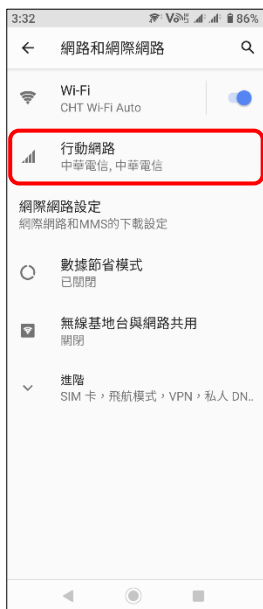 3:32
86%
網路和網際網路
Wi-Fi
CHT Wi-Fi Auto
行動網路
中華電信, 中華電信
網際網路設定
網際網路和MMS的下載設定
數據節省模式
已關閉
無線基地台與網路共用
關閉
進階
SIM 卡，飛航模式，VPN，私人 DN..